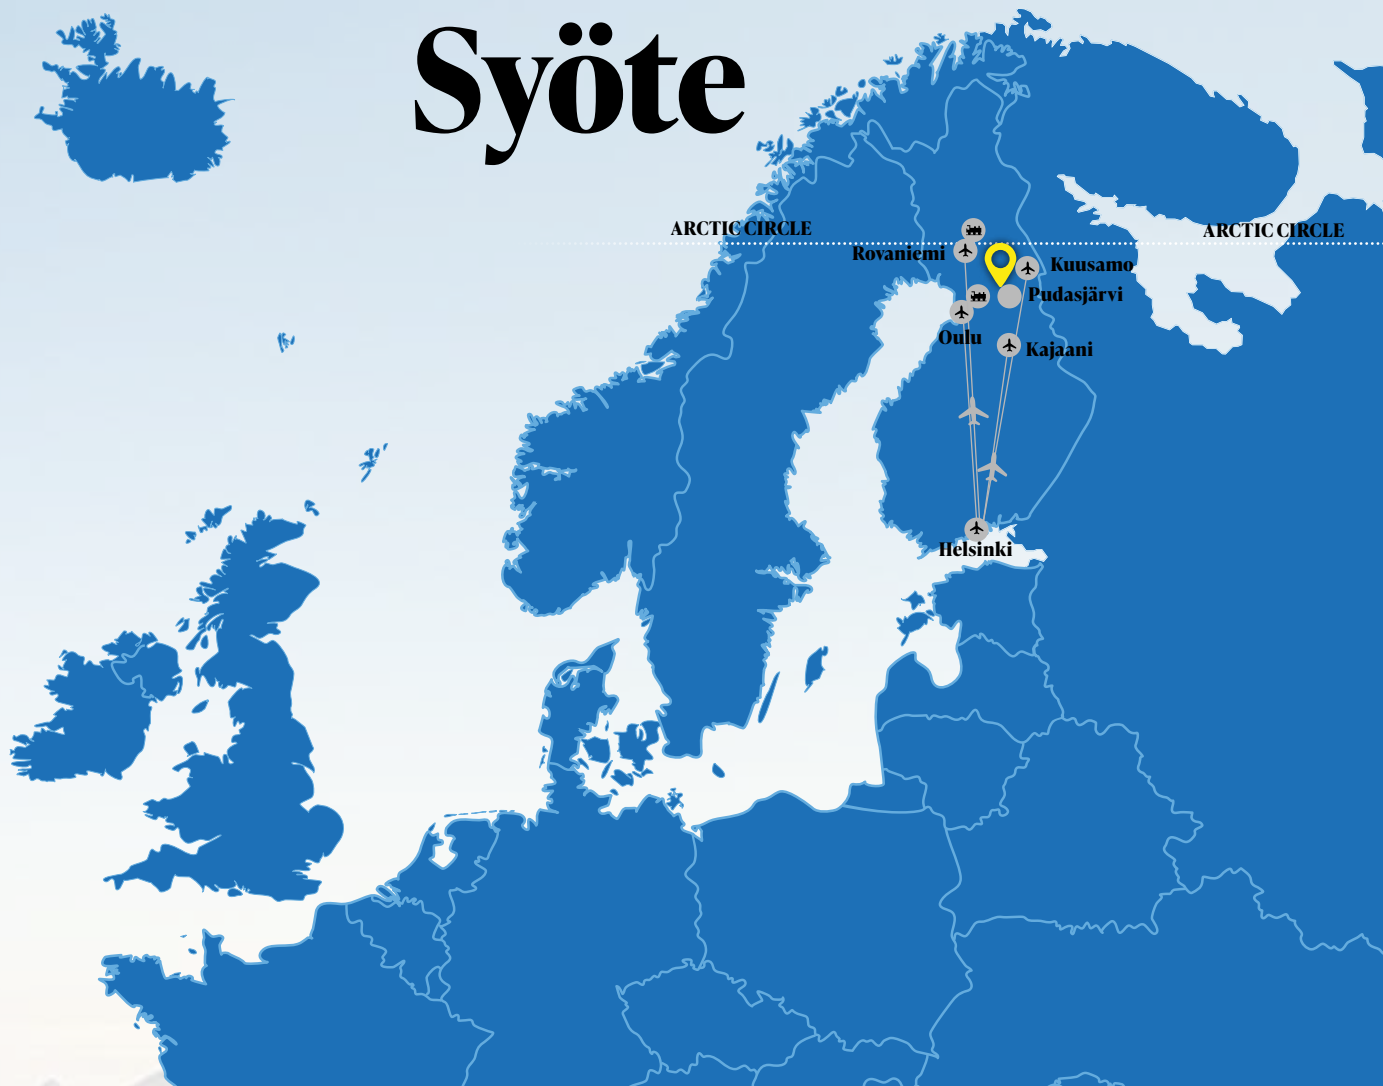 Syöte
ARCTIC CIRCLE
ARCTIC CIRCLE
Rovaniemi
Kuusamo
Pudasjärvi
Oulu
Kajaani
Helsinki